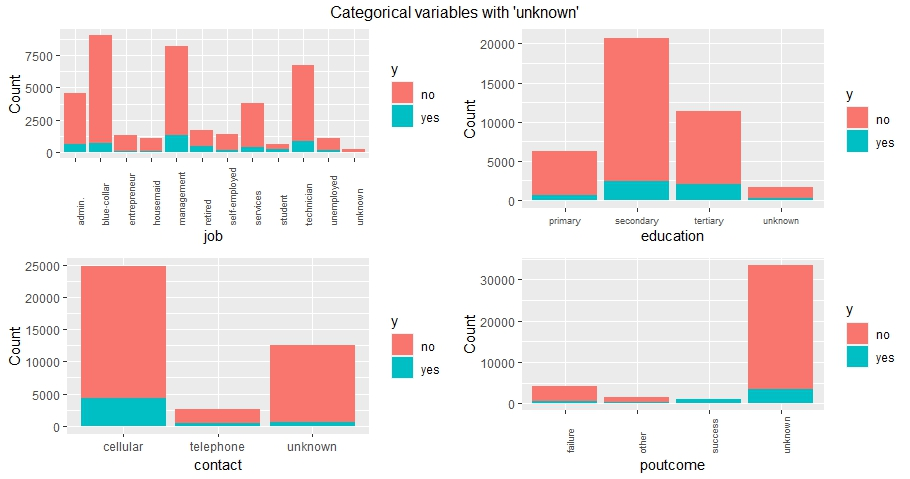 Categorical variables with 'unknown'
Count
7500
5000
2500
0
admin.
blue-collar
entrepreneur
housemaid
management
retired
self-employed
services
student
technician
unemployed
unknown
job
y
no
yes
Count
20000
15000
10000
5000
0
primary
secondary
tertiary
unknown
education
y
no
yes
Count
25000
20000
15000
10000
5000
0
cellular
telephone
unknown
contact
y
no
yes
Count
30000
20000
10000
0
failure
other
success
unknown
poutcome
y
no
yes